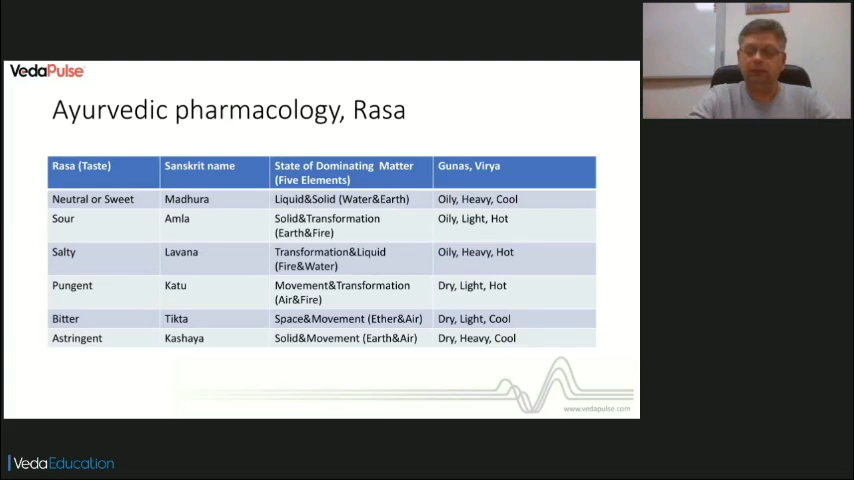 VedaPulse
Ayurvedic pharmacology, Rasa
Rasa (Taste) Sanskrit name State of Dominating Matter Gunas, Virya
(Five Elements)
Neutral or Sweet Madhura Liquid&Solid (Water&Earth) Oily, Heavy, Cool
Sour Amla Solid&Transformation Oily, Light, Hot
(Earth&Fire)
Salty Lavana Transformation&Liquid Oily, Heavy, Hot
(Fire&Water)
Pungent Katu Movement&Transformation Dry, Light, Hot
(Air&Fire)
Bitter Tikta Space&Movement (Ether&Air) Dry, Light, Cool
Astringent Kashaya Solid&Movement (Earth&Air) Dry, Heavy, Cool
www.vedapulse.com
VedaEducation